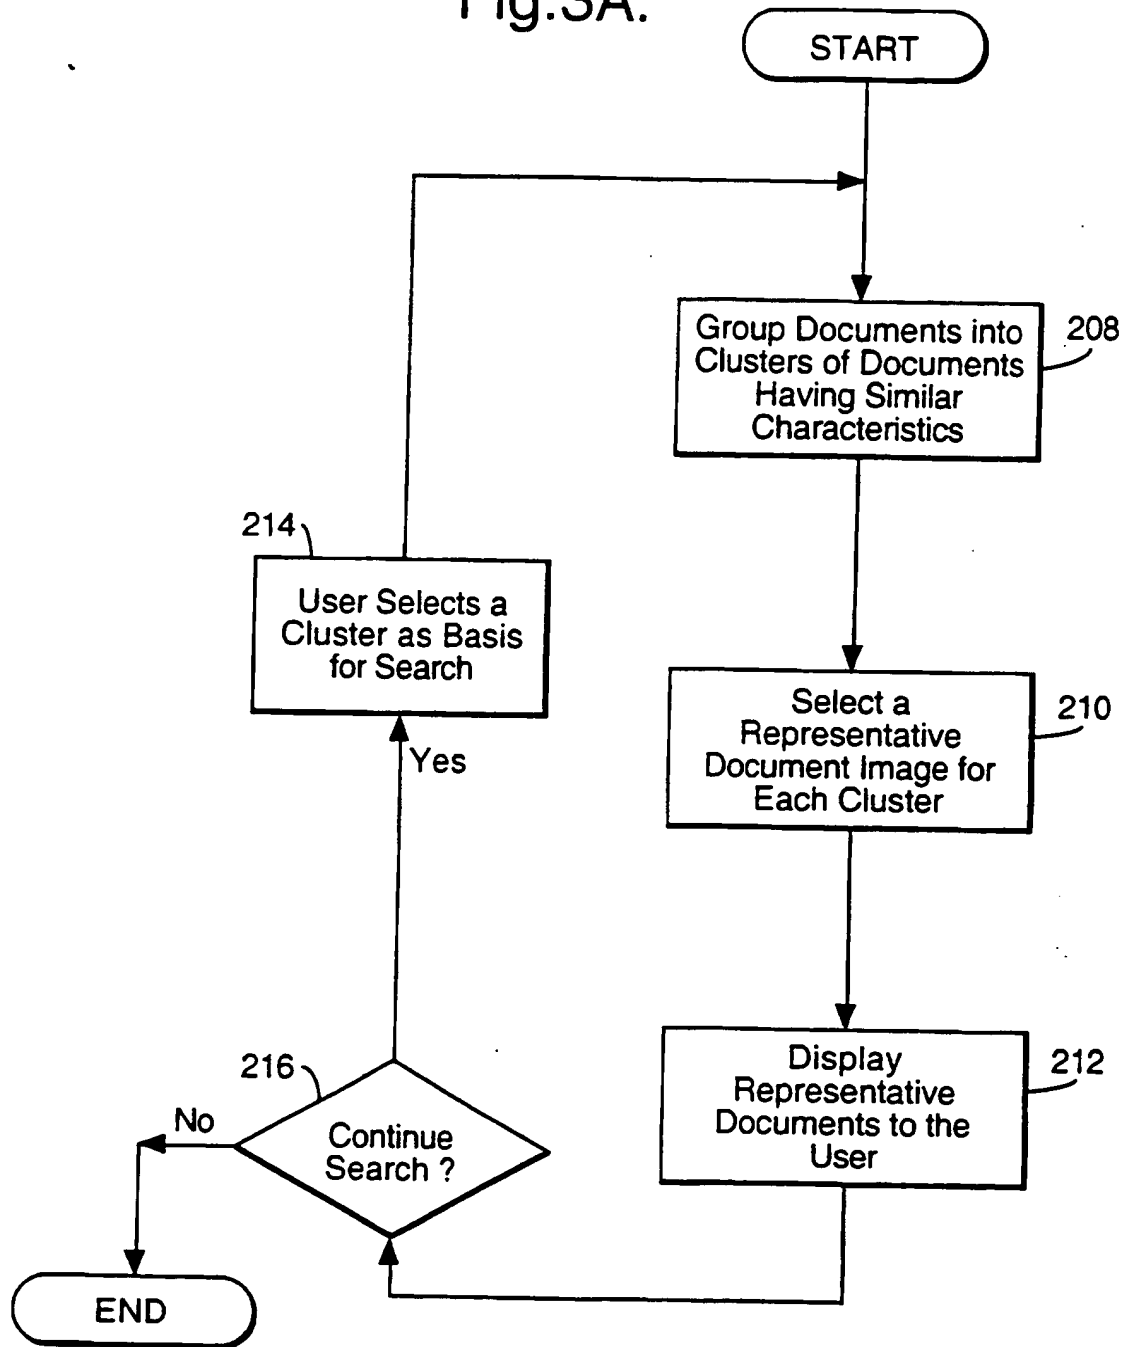 Fig.3A.
START
Group Documents into
Clusters of Documents
Having Similar
Characteristics
208
214
User Selects a
Cluster as Basis
for Search
Select a
Representative
Document Image for
Each Cluster
210
Yes
Display
Representative
Documents to the
User
212
216
Continue
Search ?
No
END